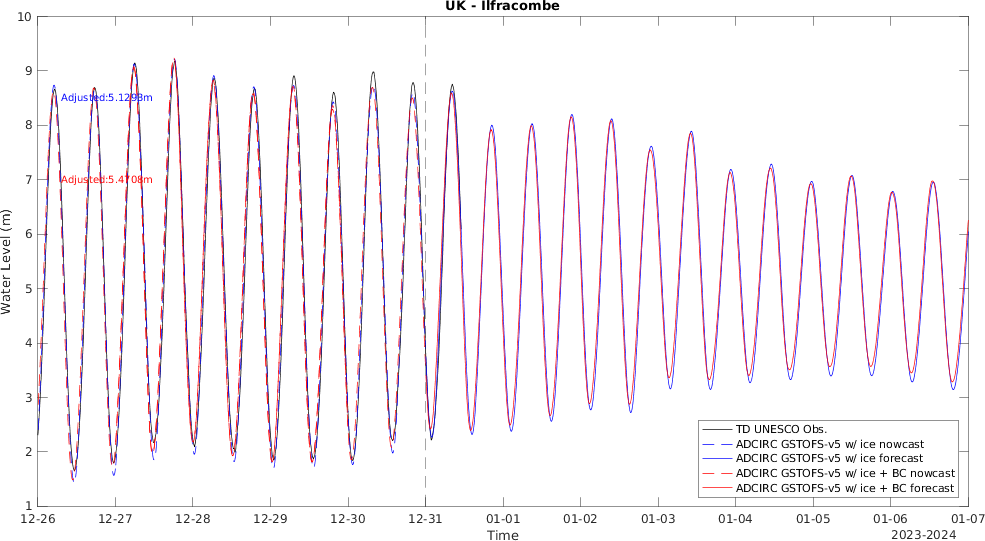 UK - Ilfracombe
10
9
8
7
6
5
4
3
2
1
Water Level (m)
Adjusted:5.1293m
Adjusted:5.4708m
TD UNESCO Obs.
ADCIRC GSTOFS-v5 w/ ice nowcast
ADCIRC GSTOFS-v5 w/ ice forecast
ADCIRC GSTOFS-v5 w/ ice + BC nowcast
ADCIRC GSTOFS-v5 w/ ice + BC forecast
12-26 12-27 12-28 12-29 12-30 12-31 01-01 01-02 01-03 01-04 01-05 01-06 01-07
Time
2023-2024